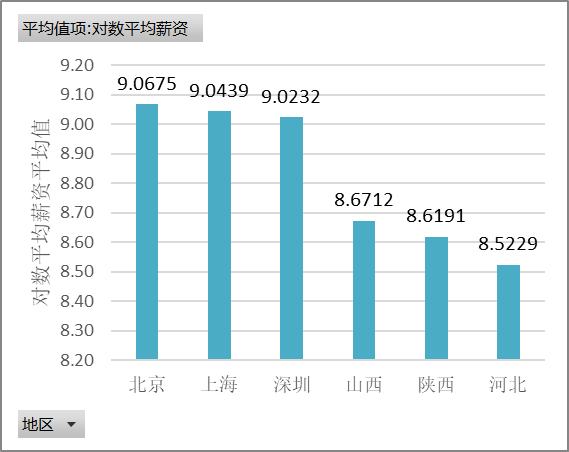 平均值项:对数平均薪资
对数平均薪资平均值
9.20
9.10
9.00
8.90
8.80
8.70
8.60
8.50
8.40
8.30
8.20
9.0675
9.0439
9.0232
8.6712
8.6191
8.5229
北京
上海
深圳
山西
陕西
河北
地区